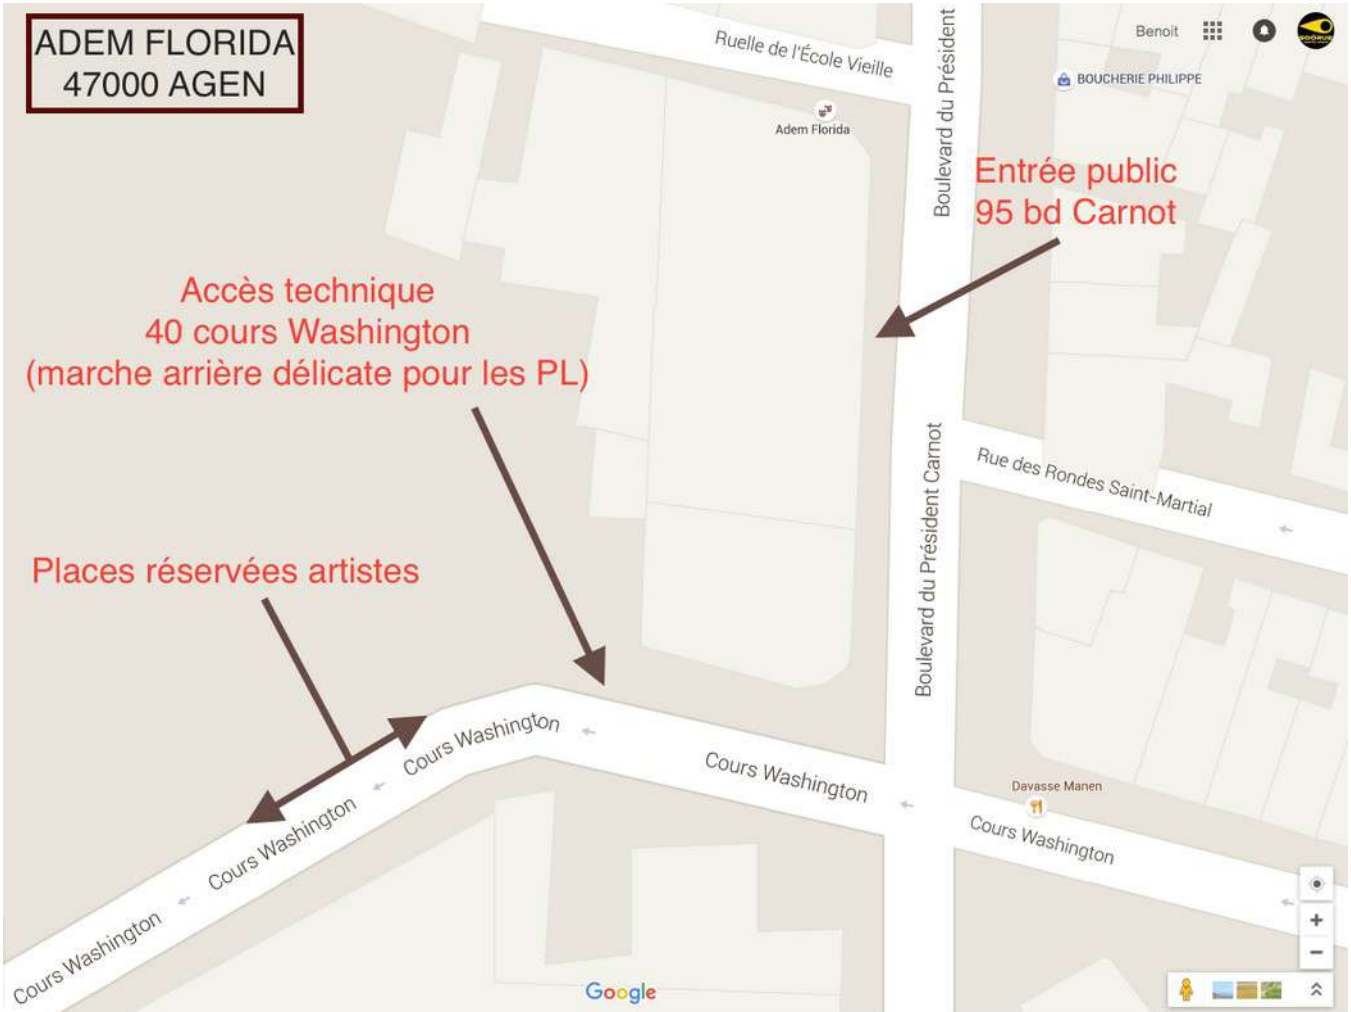 ADEM FLORIDA
47000 AGEN
Ruelle de l'École Vieille
Boulevard du Président
Benoit
BOUCHERIE PHILIPPE
Adem Florida
Entrée public
95 bd Carnot
Accès technique
40 cours Washington
(marche arrière délicate pour les PL)
Boulevard du Président Carnot
Rue des Rondes Saint-Martial
Places réservées artistes
Cours Washington
Cours Washington
Davasse Manen
Cours Washington
Cours Washington
Cours Washington
Google